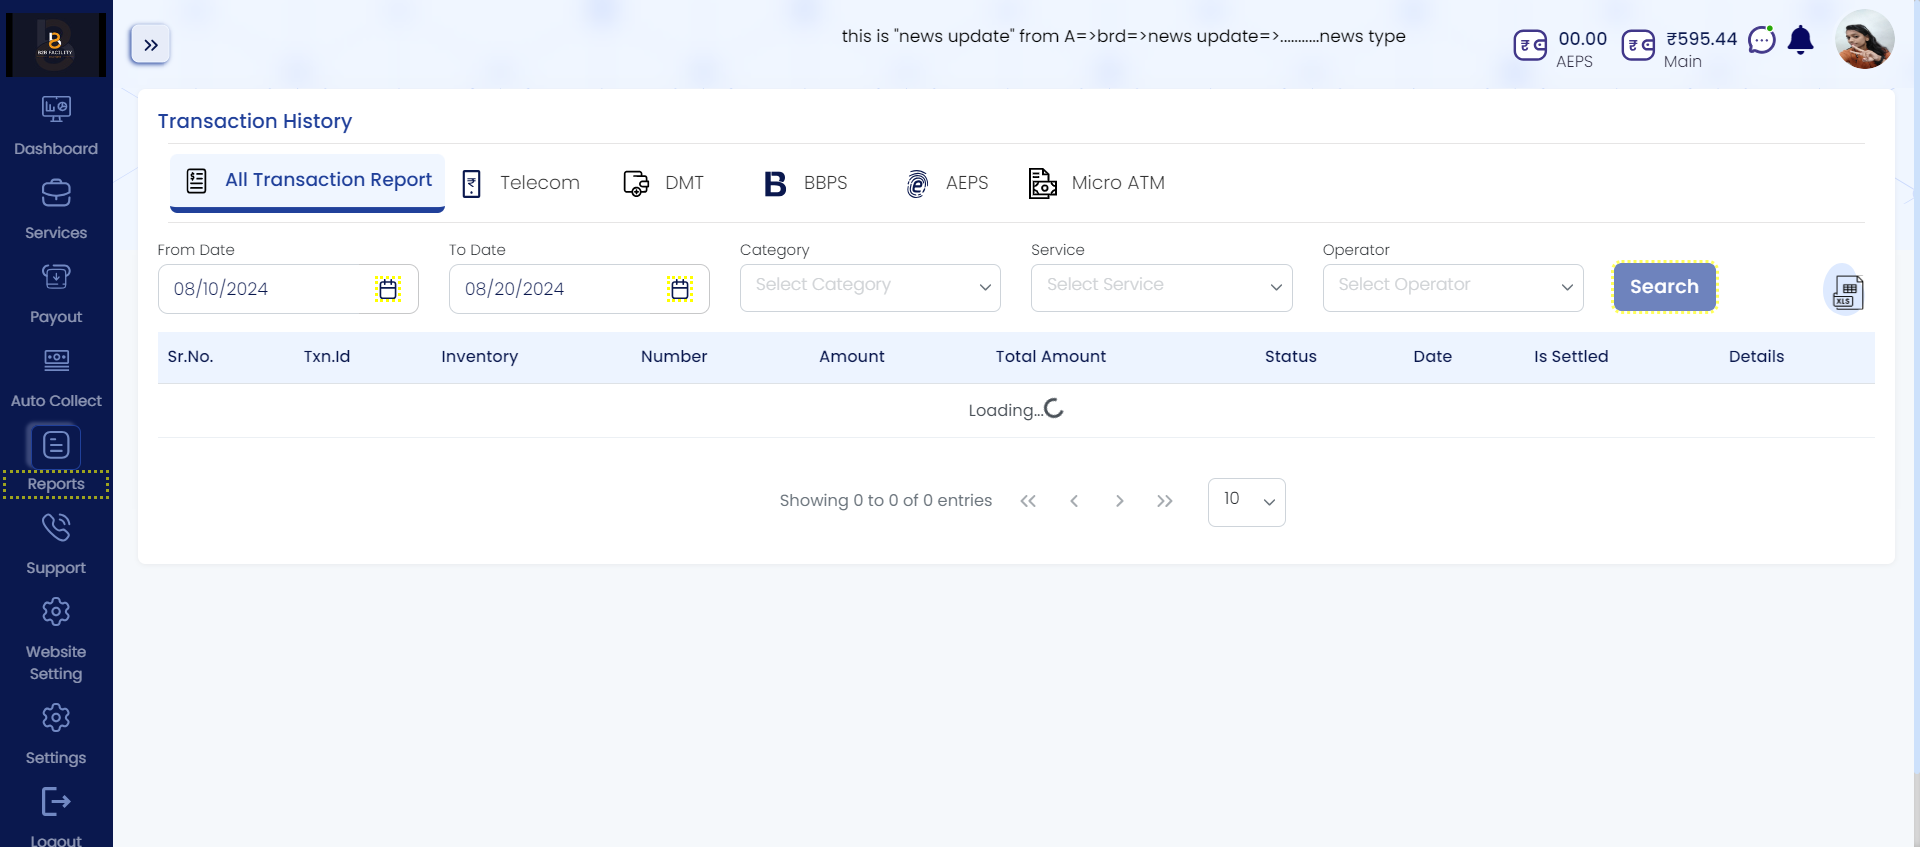 B2B FACILITY
this is "news update" from A=>brd=>news update=>...........news type
00.00
AEPS
₹595.44
Main
Dashboard
Services
Payout
Auto Collect
Reports
Support
Website
Setting
Settings
Logout
Transaction History
All Transaction Report
Telecom
DMT
BBPS
AEPS
Micro ATM
From Date
To Date
Category
Service
Operator
08/10/2024
08/20/2024
Select Category
Select Service
Select Operator
Search
XLS
Sr.No. Txn.Id Inventory Number Amount Total Amount Status Date Is Settled Details
Loading...
Showing 0 to 0 of 0 entries
10